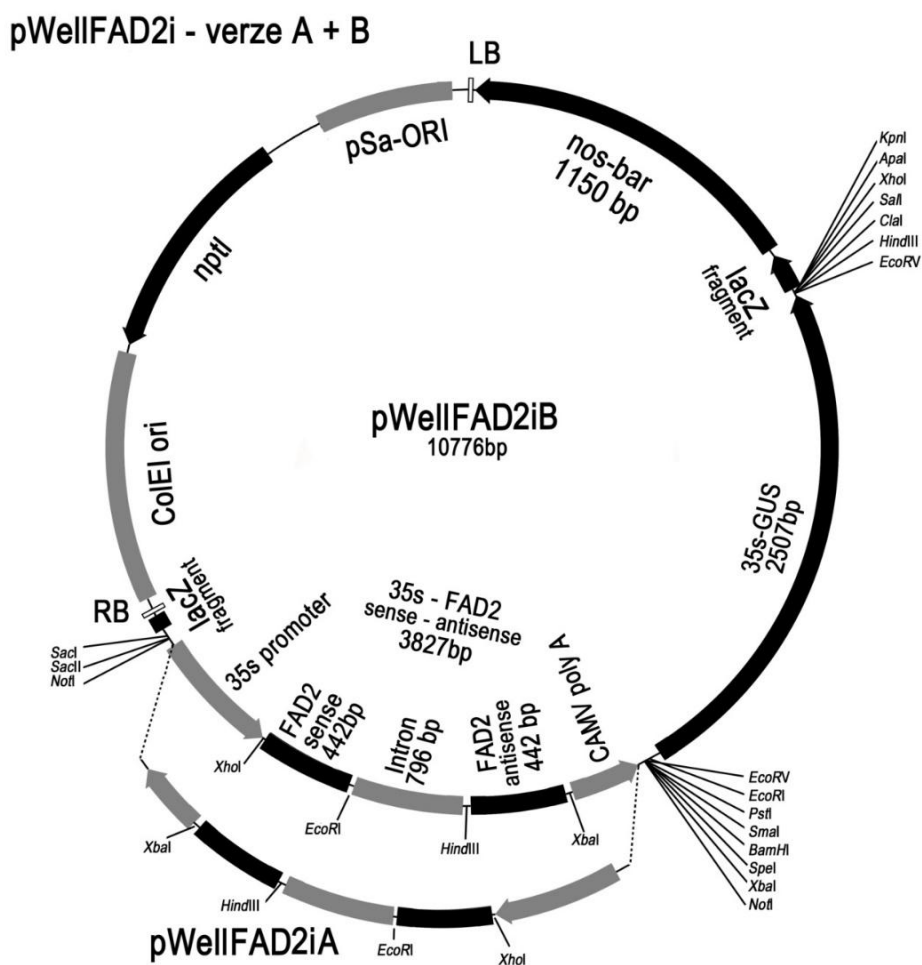 pWellFAD2i - verze A + B
LB
pSa-ORI
nos-bar
1150 bp
KpnI
ApaI
XhoI
SalI
ClaI
HindIII
EcoRV
lacZ
fragment
nptI
pWellFAD2iB
10776bp
ColEI ori
35s-GUS
2507bp
RB
lacZ
fragment
SacI
SacII
NotI
35s promoter
35s - FAD2
sense - antisense
3827bp
FAD2
sense
442bp
Intron
796 bp
FAD2
antisense
442 bp
CAMV poly A
XhoI
EcoRI
HindIII
XbaI
EcoRV
EcoRI
PstI
SmaI
BamHI
SpeI
XbaI
NotI
XbaI
HindIII
EcoRI
XhoI
pWellFAD2iA